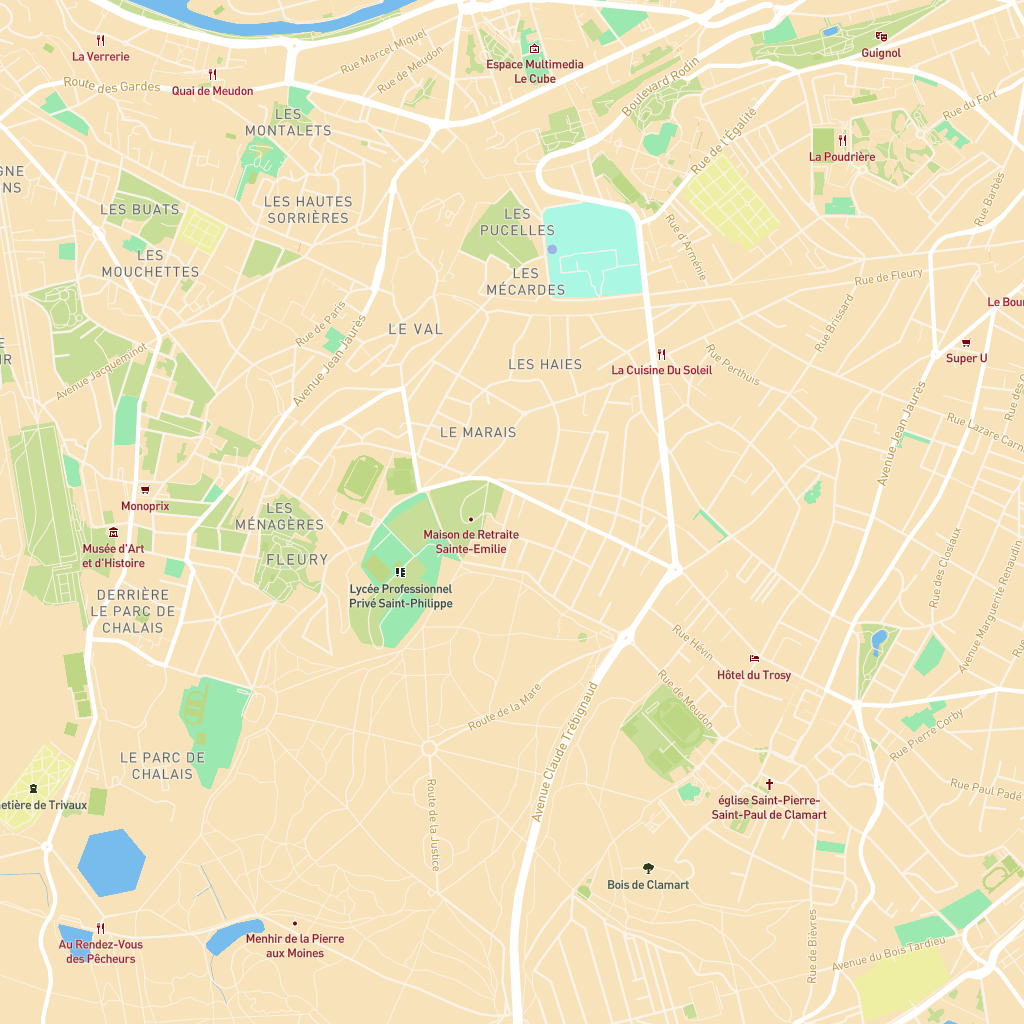 La Verrerie
Rue Marcel Miquel
Espace Multimedia
Le Cube
Guignol
Route des Gardes
Quai de Meudon
Rue de Meudon
Boulevard Rodin
Rue du Fort
LES
MONTALETS
Rue de l'Égalité
La Poudrière
Rue Barbès
LES BUATS
LES HAUTES
SORRIÈRES
LES
PUCELLES
Rue d'Arménie
LES
MOUCHETTES
LES
MÉCARDES
Rue de Fleury
Rue de Paris
LE VAL
Avenue Jean Jaurès
Rue Brissard
Le Bour
Super U
Avenue Jacqueminot
LES HAIES
La Cuisine Du Soleil
Rue Perthuis
LE MARAIS
Avenue Jean Jaurès
Rue Lazare Carn
Monoprix
LES
MÉNAGÈRES
Maison de Retraite
Sainte-Emilie
Musée d'Art
et d'Histoire
FLEURY
Lycée Professionnel
Privé Saint-Philippe
Rue des Closiaux
Avenue Marguerite Renaudin
DERRIÈRE
LE PARC DE
CHALAIS
Rue Hévin
Hôtel du Trosy
Rue de Meudon
Route de la Mare
Avenue Claude Trébignaud
Rue Pierre Corby
LE PARC DE
CHALAIS
etière de Trivaux
Route de la Justice
Rue Paul Padé
église Saint-Pierre-
Saint-Paul de Clamart
Bois de Clamart
Au Rendez-Vous
des Pêcheurs
Menhir de la Pierre
aux Moines
Rue de Bièvres
Avenue du Bois Tardieu